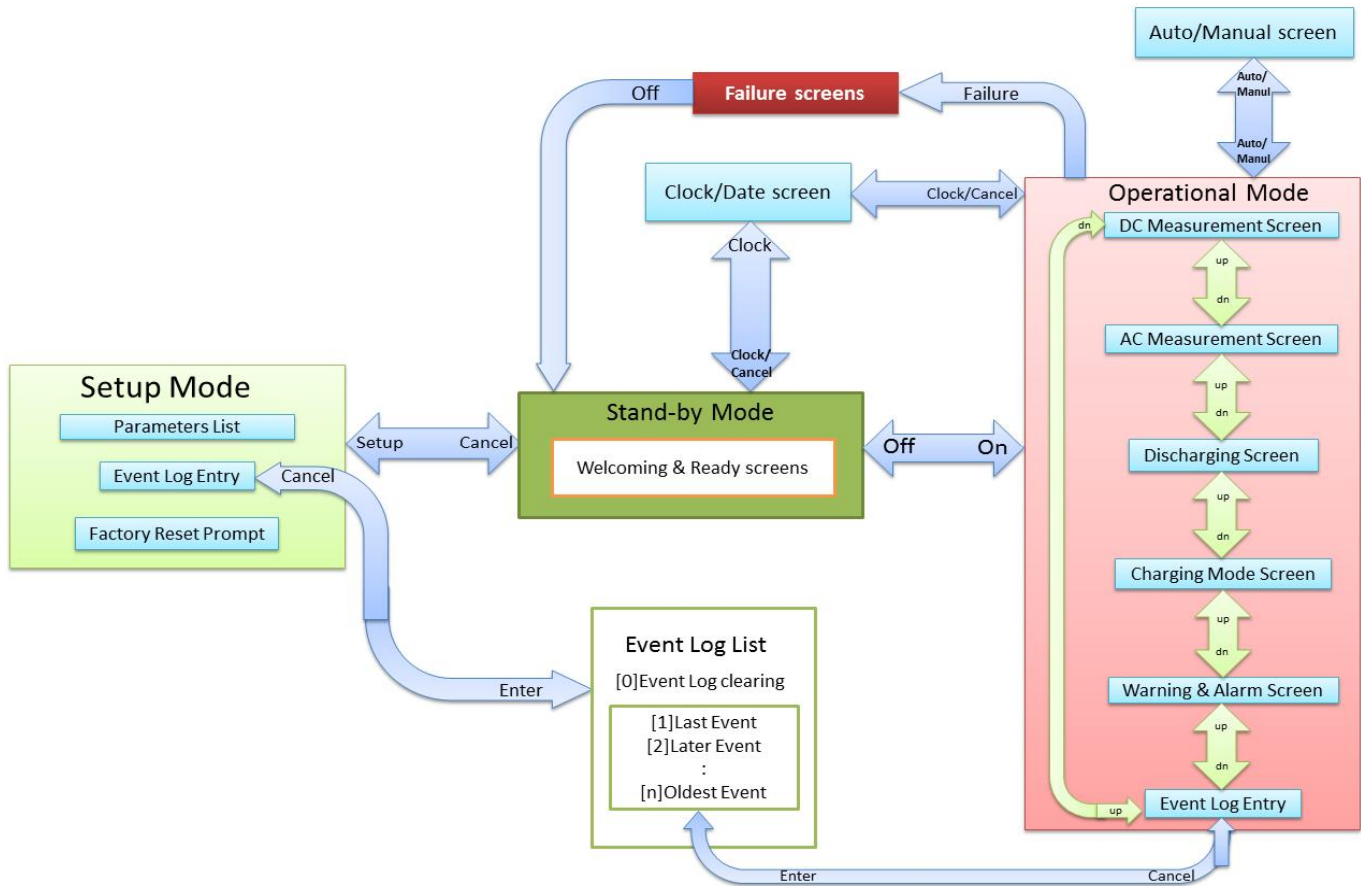 Auto/Manual screen
Auto/
Manul
Auto/
Manul
Off
Failure screens
Failure
Clock/Date screen
Clock/Cancel
Clock
Clock/
Cancel
Operational Mode
dn
DC Measurement Screen
up
dn
AC Measurement Screen
up
dn
Discharging Screen
up
dn
Charging Mode Screen
up
dn
Warning & Alarm Screen
up
dn
up
Event Log Entry
Setup Mode
Parameters List
Event Log Entry
Factory Reset Prompt
Setup
Cancel
Stand-by Mode
Welcoming & Ready screens
Off
On
Cancel
Enter
Event Log List
[0]Event Log clearing
[1]Last Event
[2]Later Event
:
[n]Oldest Event
Enter
Cancel